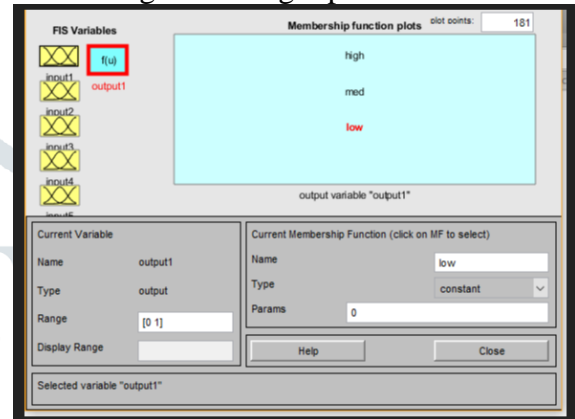 FIS Variables
Membership function plots
plot points:
181
f(u)
input1
output1
input2
input3
input4
input5
high
med
low
output variable "output1"
Current Variable
Name output1
Type output
Range [0 1]
Display Range
Current Membership Function (click on MF to select)
Name low
Type constant
Params 0
Help Close
Selected variable "output1"